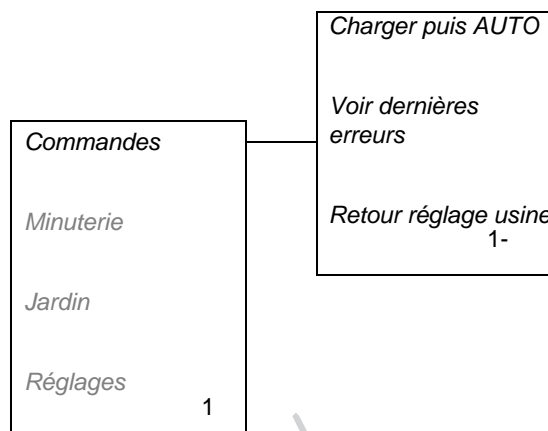 Charger puis AUTO
Voir dernières
erreurs
Retour réglage usine
1-
Commandes
Minuterie
Jardin
Réglages
1